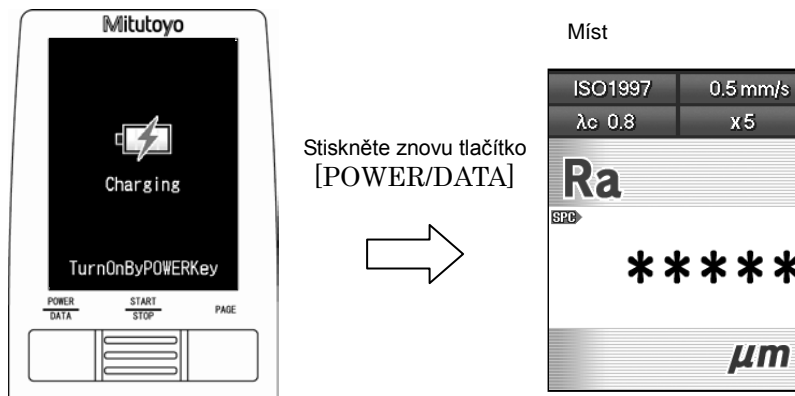 Mitutoyo
Charging
TurnOnByPOWERKey
POWER
DATA
START
STOP
PAGE
Stiskněte znovu tlačítko
[POWER/DATA]
Míst
ISO1997 0.5 mm/s
λc 0.8 x5
Ra
SPC
*****
μm